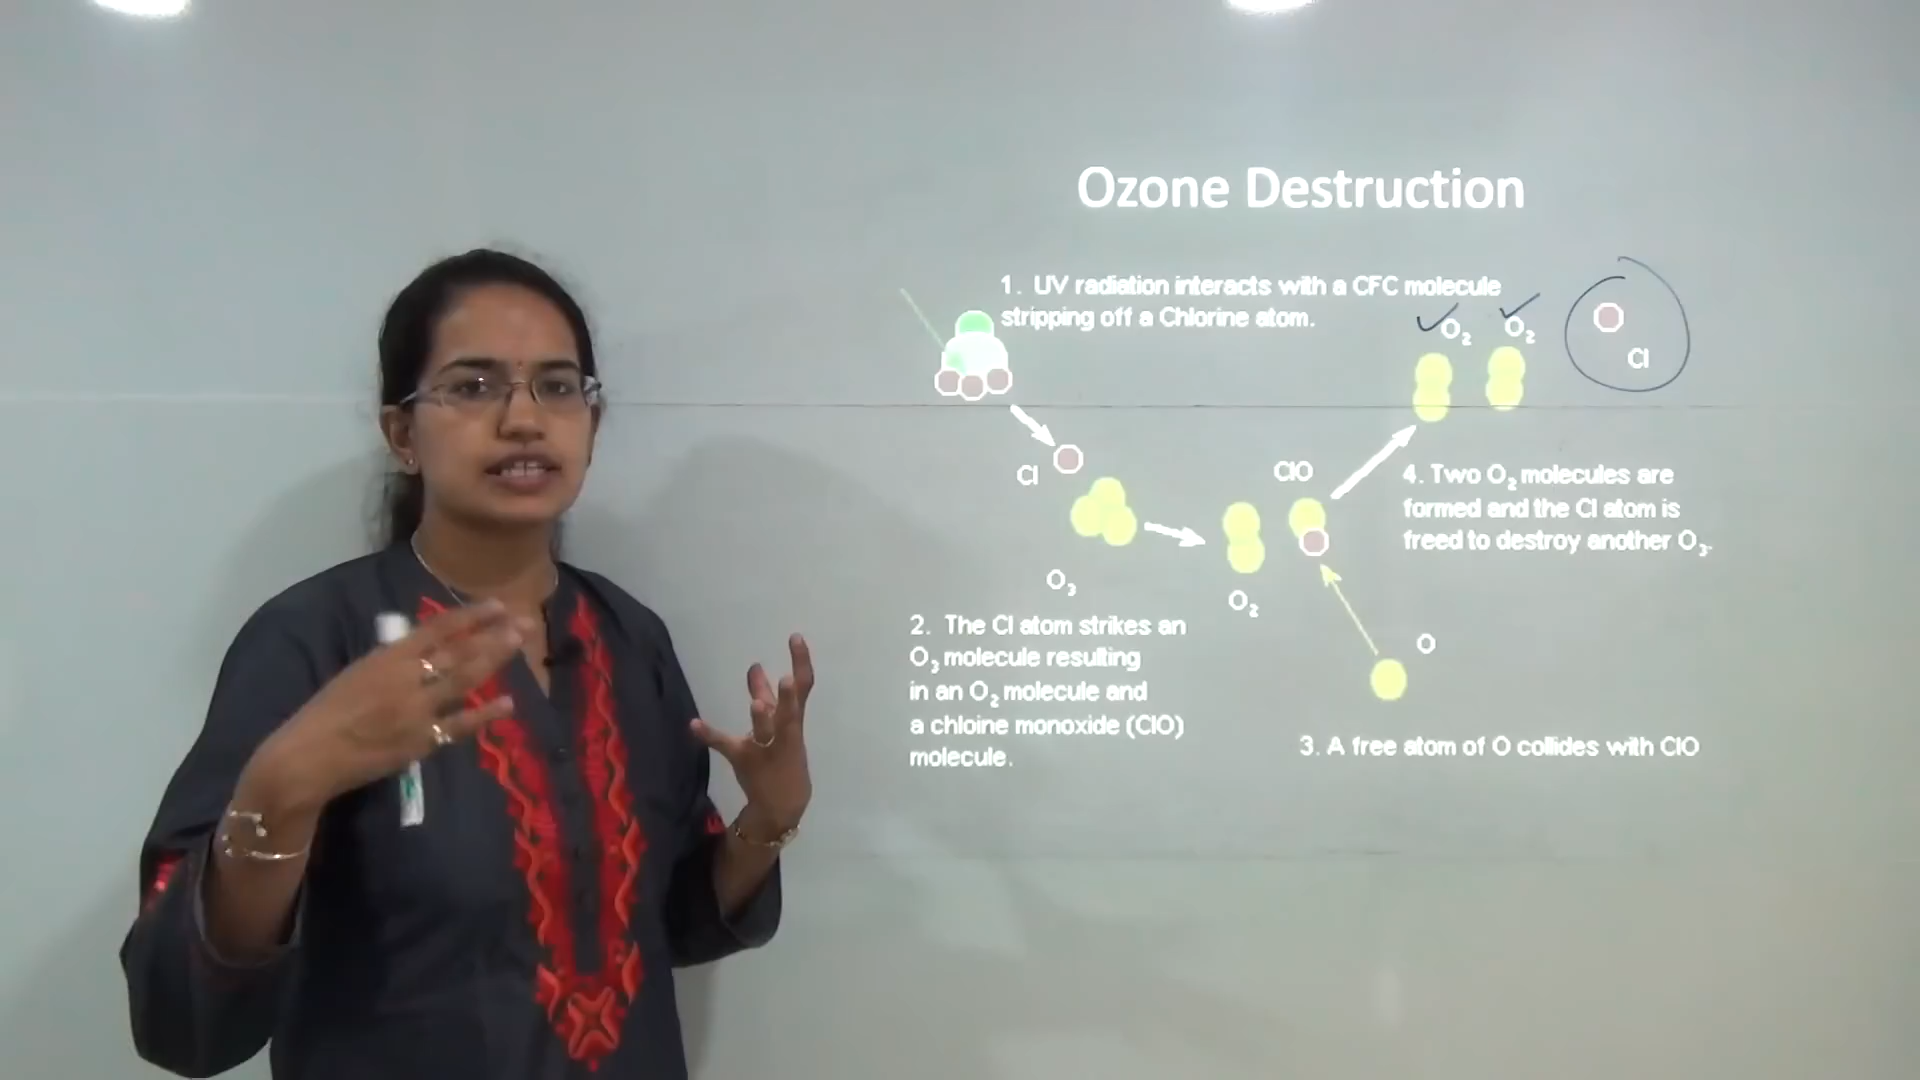 Ozone Destruction
1. UV radiation interacts with a CFC molecule
stripping off a Chlorine atom.
O₂
O₂
Cl
Cl
O₃
2. The Cl atom strikes an
O₃ molecule resulting
in an O₂ molecule and
a chloine monoxide (ClO)
molecule.
O₂
ClO
O
3. A free atom of O collides with ClO
4. Two O₂ molecules are
formed and the Cl atom is
freed to destroy another O₃.